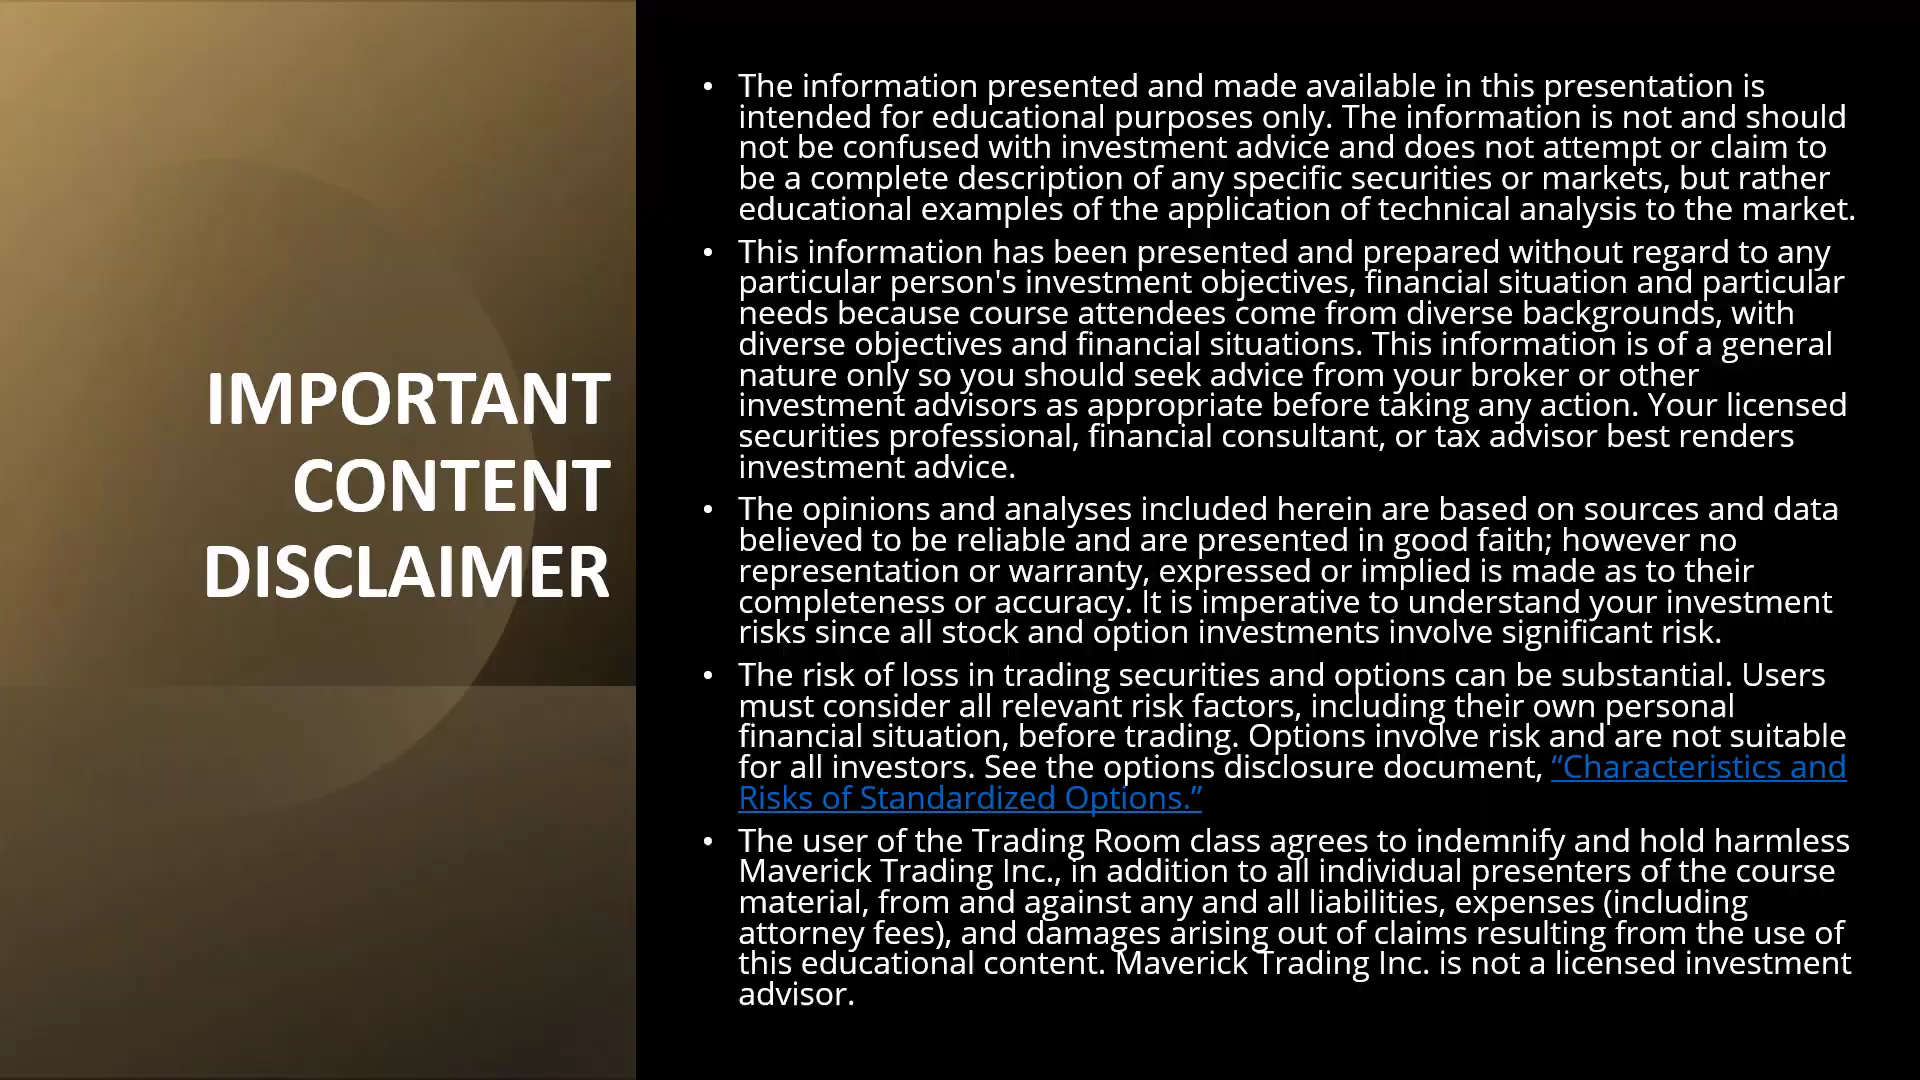 IMPORTANT
CONTENT
DISCLAIMER
• The information presented and made available in this presentation is
intended for educational purposes only. The information is not and should
not be confused with investment advice and does not attempt or claim to
be a complete description of any specific securities or markets, but rather
educational examples of the application of technical analysis to the market.
• This information has been presented and prepared without regard to any
particular person's investment objectives, financial situation and particular
needs because course attendees come from diverse backgrounds, with
diverse objectives and financial situations. This information is of a general
nature only so you should seek advice from your broker or other
investment advisors as appropriate before taking any action. Your licensed
securities professional, financial consultant, or tax advisor best renders
investment advice.
• The opinions and analyses included herein are based on sources and data
believed to be reliable and are presented in good faith; however no
representation or warranty, expressed or implied is made as to their
completeness or accuracy. It is imperative to understand your investment
risks since all stock and option investments involve significant risk.
• The risk of loss in trading securities and options can be substantial. Users
must consider all relevant risk factors, including their own personal
financial situation, before trading. Options involve risk and are not suitable
for all investors. See the options disclosure document, “Characteristics and
Risks of Standardized Options.”
• The user of the Trading Room class agrees to indemnify and hold harmless
Maverick Trading Inc., in addition to all individual presenters of the course
material, from and against any and all liabilities, expenses (including
attorney fees), and damages arising out of claims resulting from the use of
this educational content. Maverick Trading Inc. is not a licensed investment
advisor.